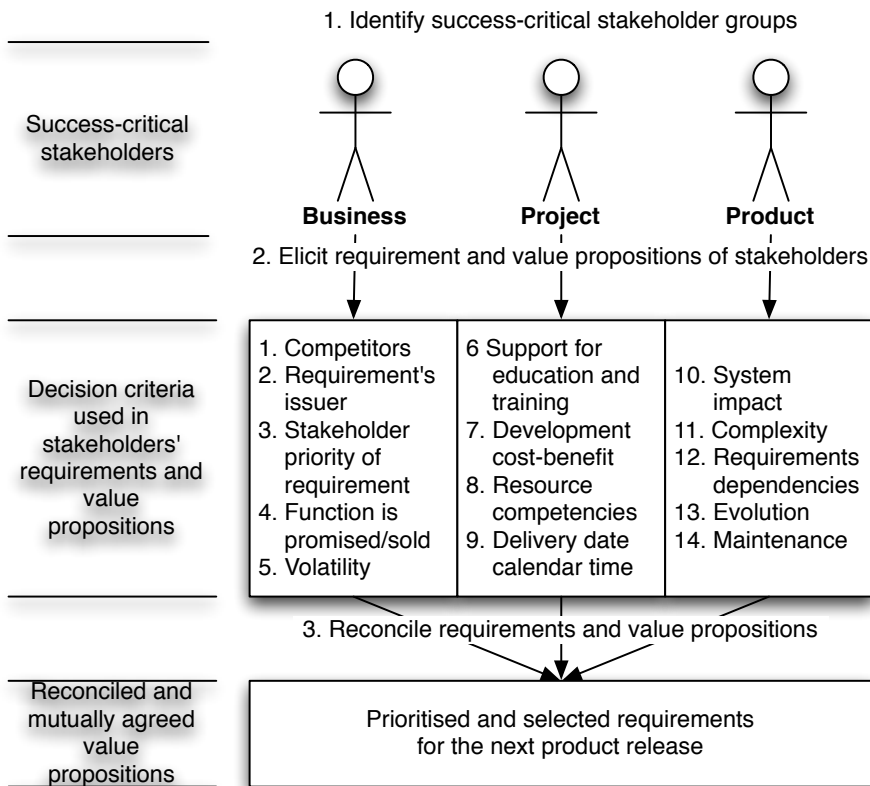 1. Identify success-critical stakeholder groups
Success-critical
stakeholders
Business
Project
Product
2. Elicit requirement and value propositions of stakeholders
Decision criteria
used in
stakeholders'
requirements and
value
propositions
1. Competitors
2. Requirement's
issuer
3. Stakeholder
priority of
requirement
4. Function is
promised/sold
5. Volatility
6 Support for
education and
training
7. Development
cost-benefit
8. Resource
competencies
9. Delivery date
calendar time
10. System
impact
11. Complexity
12. Requirements
dependencies
13. Evolution
14. Maintenance
3. Reconcile requirements and value propositions
Reconciled and
mutually agreed
value
propositions
Prioritised and selected requirements
for the next product release